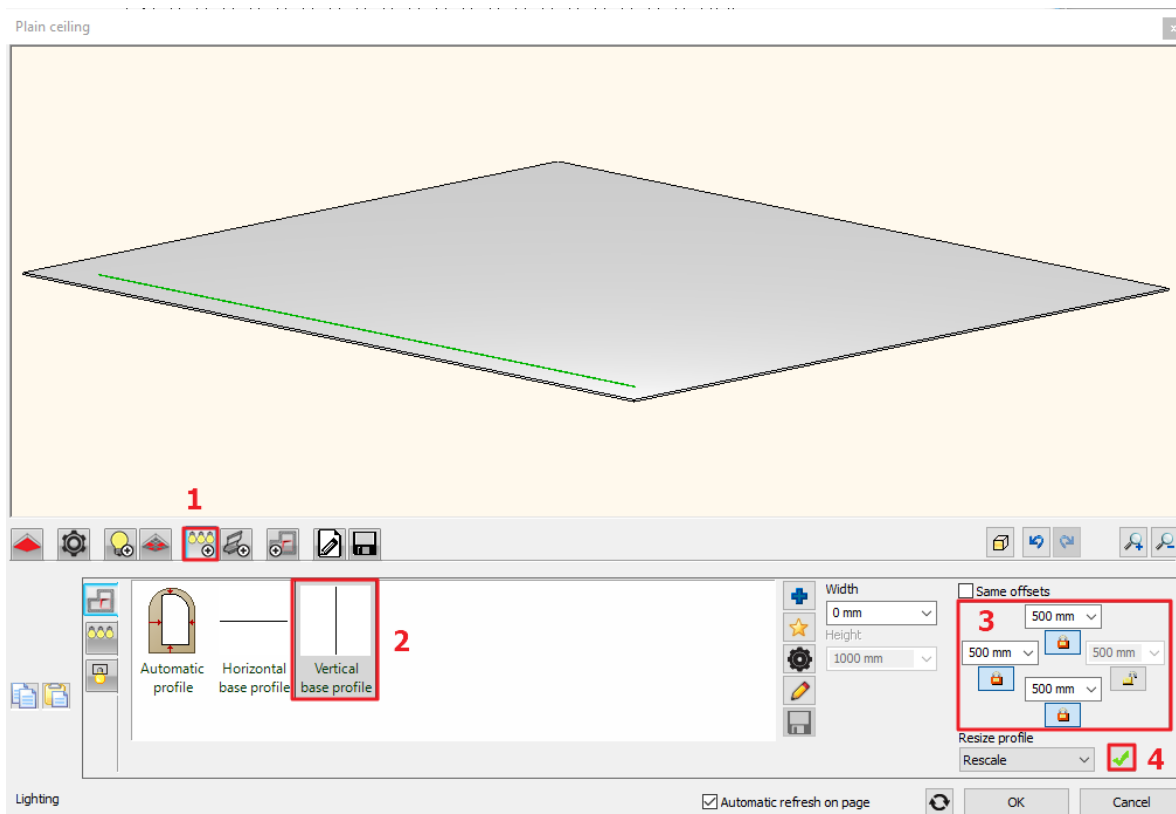 Plain ceiling
x
1
Width
Same offsets
0 mm
3
500 mm
2
Height
500 mm
500 mm
1000 mm
Automatic
profile
Horizontal
base profile
Vertical
base profile
500 mm
Resize profile
Rescale
4
Lighting
Automatic refresh on page
OK
Cancel